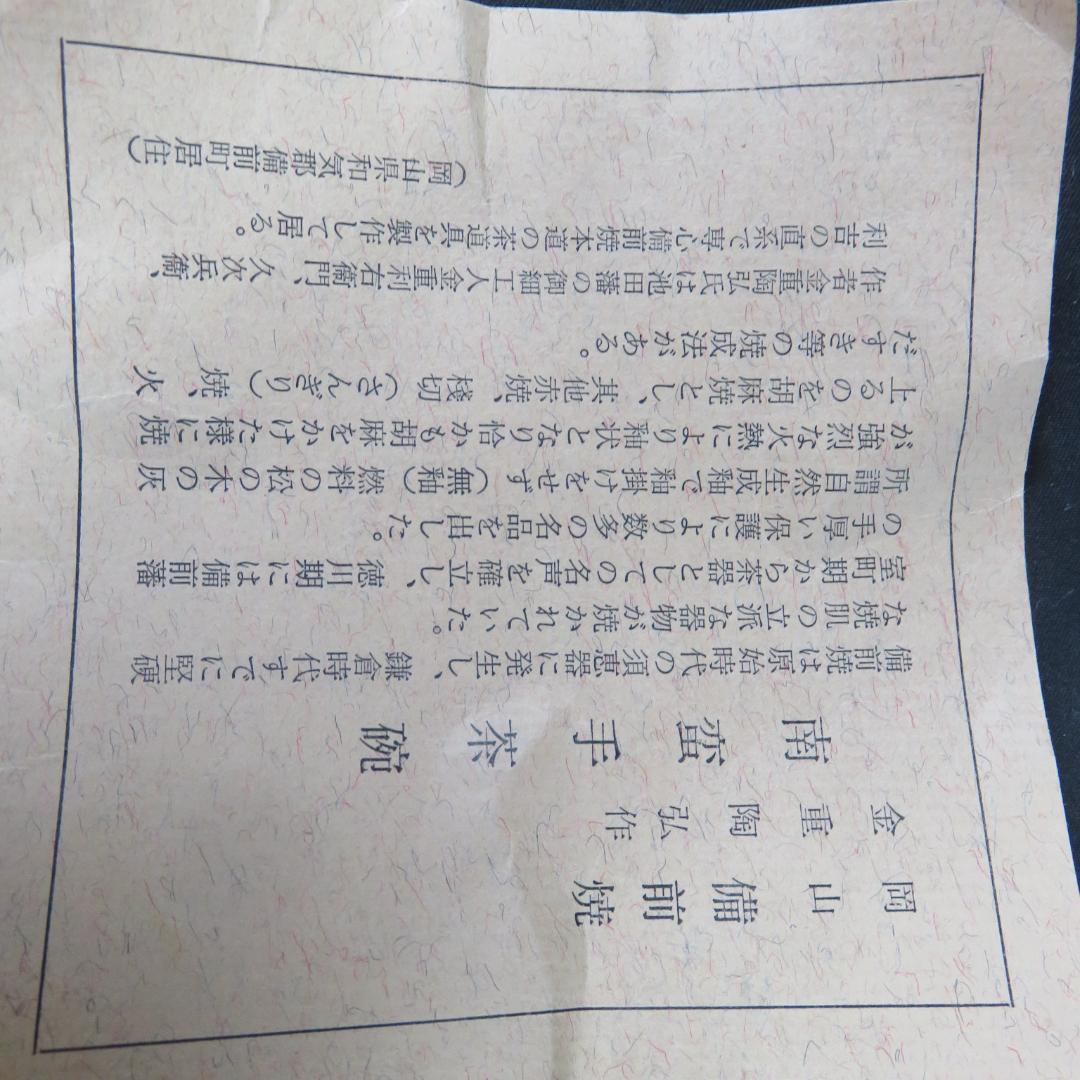 岡山備前焼
金重陶弘作
南蛮手茶碗
備前焼は原始時代の須恵器に発生し、鎌倉時代すでに堅硬
な焼肌の立派な器物が焼かれていた。
室町期から茶器としての名声を確立し、徳川期には備前藩
の手厚い保護により数多の名品を出した。
所謂自然生成で釉掛けをせず(無釉)燃料の松の木の灰
が強烈な火熱により釉状となり恰かも胡麻をかけた様に焼
上るのを胡麻焼とし、其他赤焼、棧切(さんぎり)焼、火
だすき等の焼成法がある。
作者金重陶弘氏は池田藩の御細工人金重利右衛門、久次兵衛、
利吉の直系で専心備前焼本道の茶道具を製作して居る。
(岡山県和気郡備前町居住)